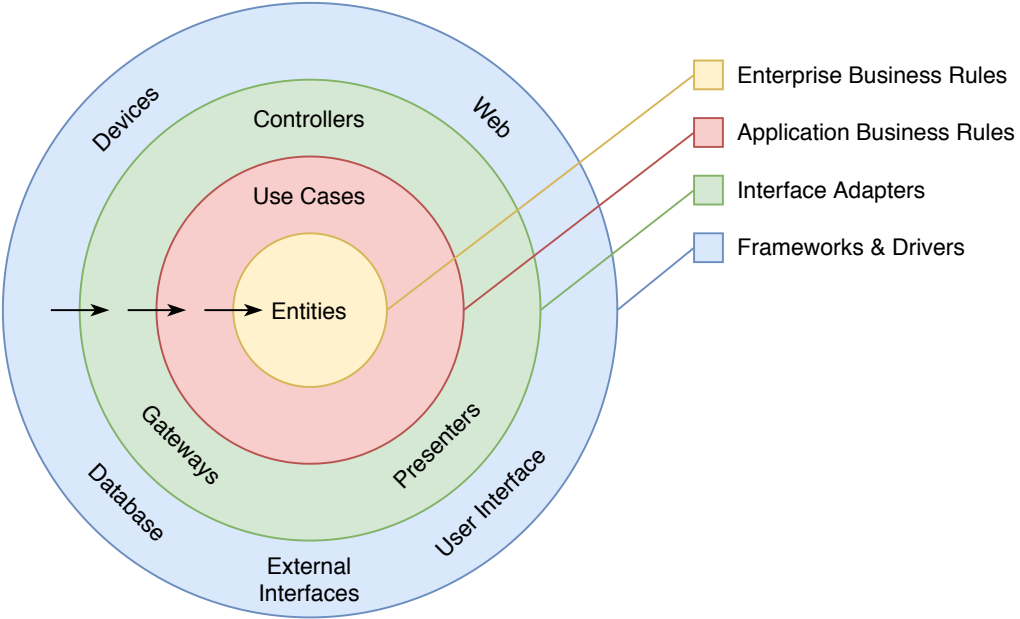 Devices
Web
Controllers
Use Cases
Entities
Gateways
Presenters
Database
User Interface
External
Interfaces
Enterprise Business Rules
Application Business Rules
Interface Adapters
Frameworks & Drivers